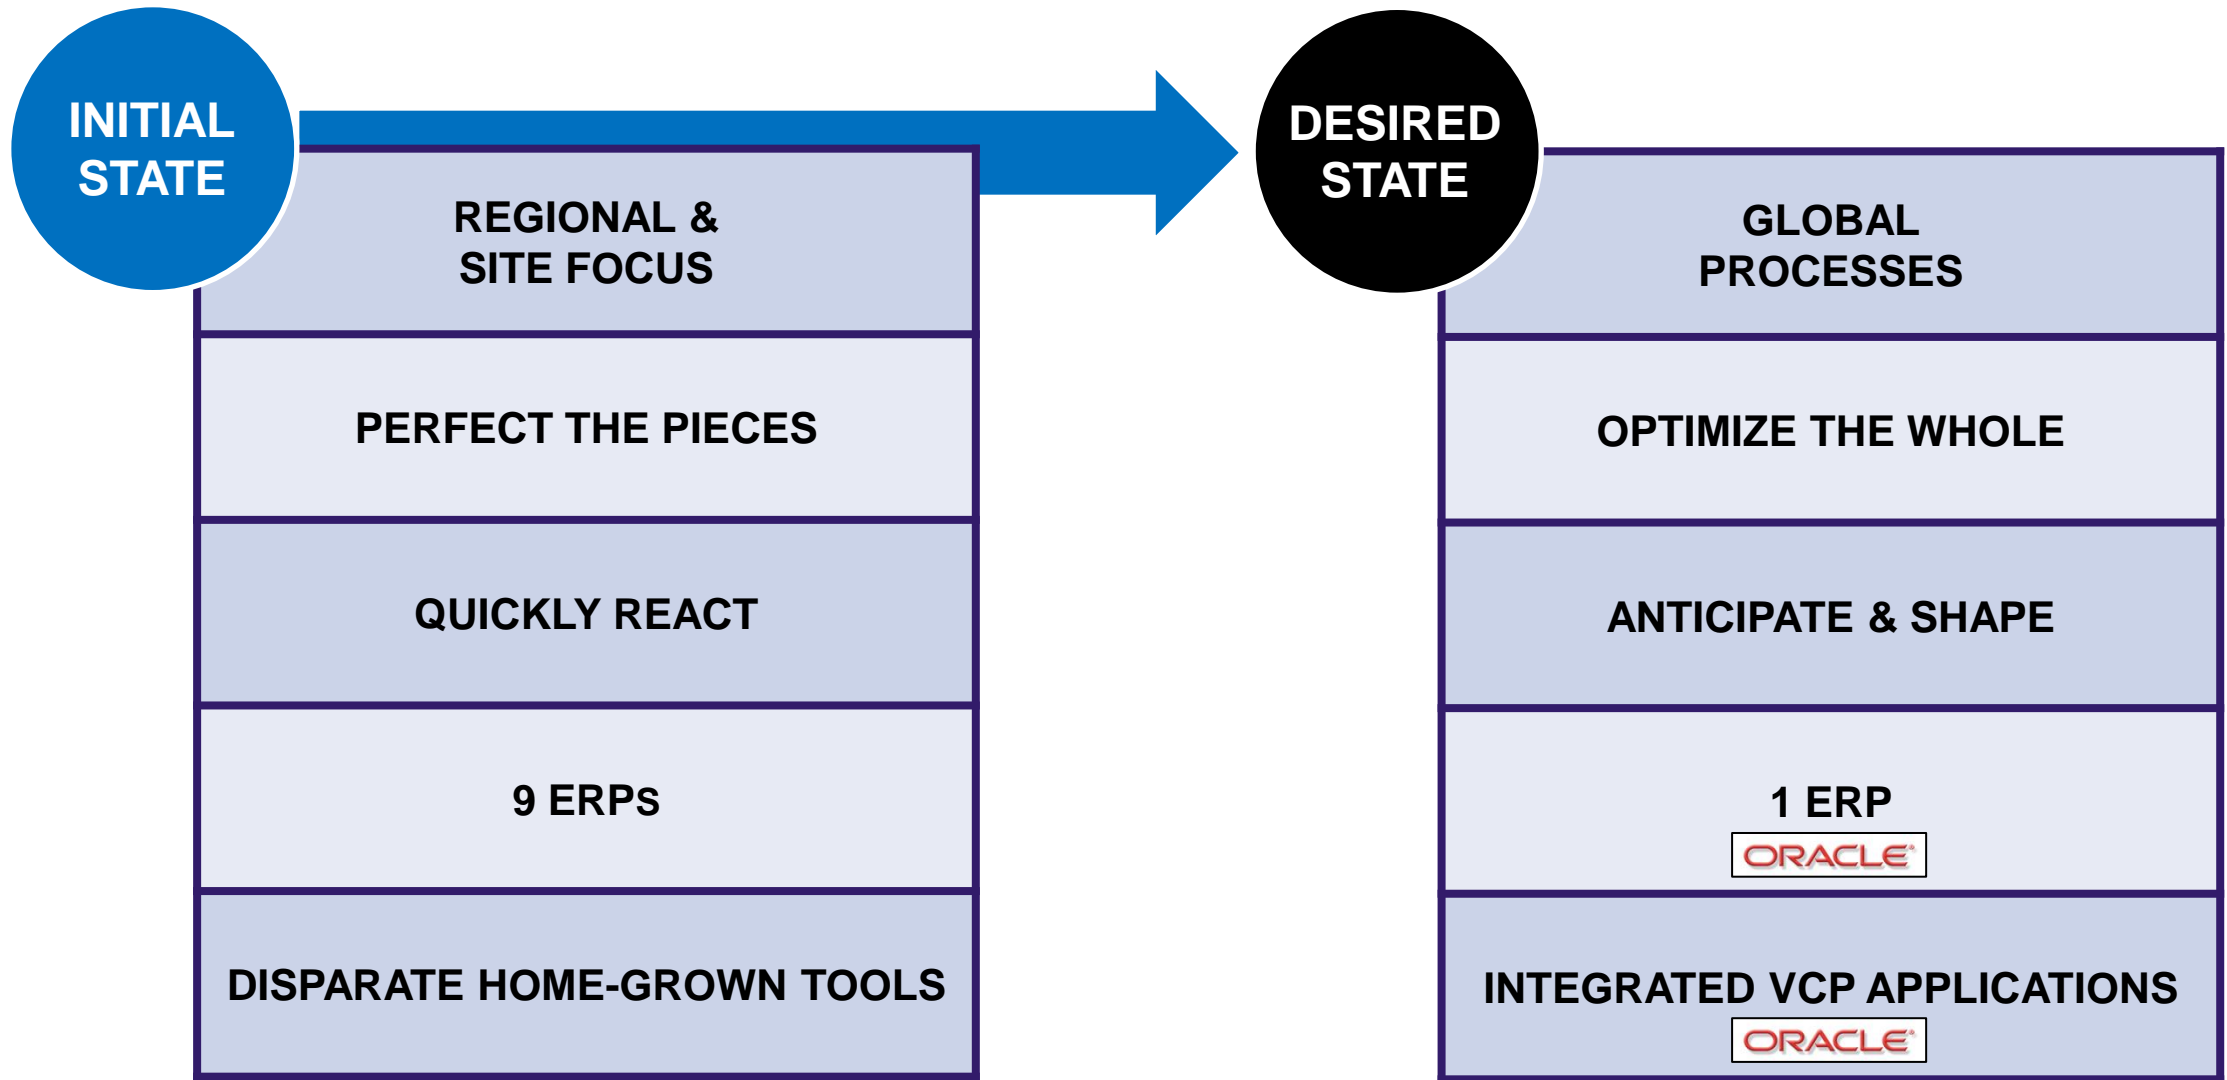 INITIAL
STATE
REGIONAL &
SITE FOCUS
PERFECT THE PIECES
QUICKLY REACT
9 ERPs
DISPARATE HOME-GROWN TOOLS
DESIRED
STATE
GLOBAL
PROCESSES
OPTIMIZE THE WHOLE
ANTICIPATE & SHAPE
1 ERP
ORACLE
INTEGRATED VCP APPLICATIONS
ORACLE